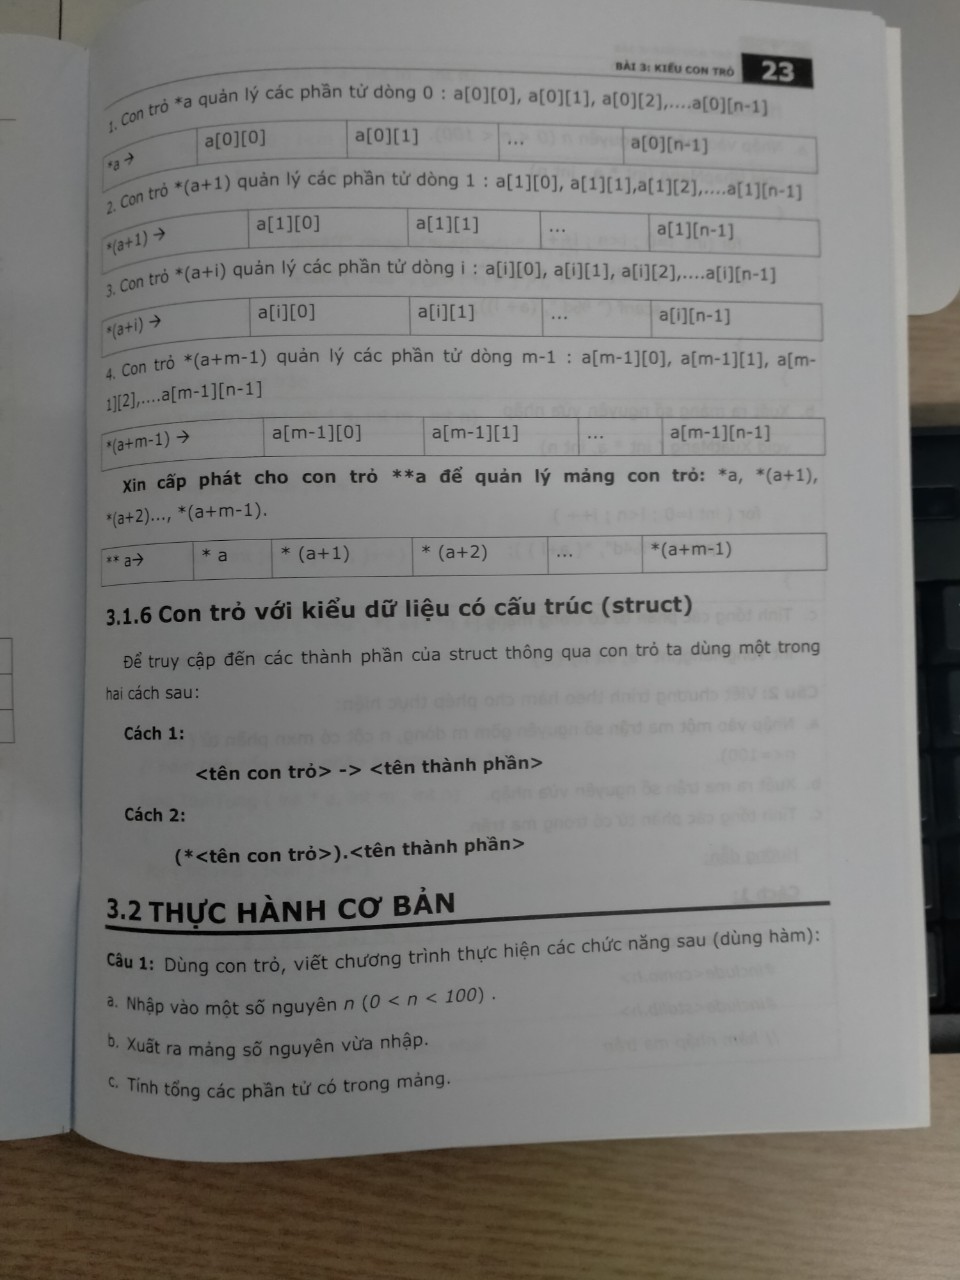 BÀI 3: KIỂU CON TRỎ 23
1. Con trỏ *a quản lý các phần tử dòng 0 : a[0][0], a[0][1], a[0][2],....a[0][n-1]
*a → a[0][0] a[0][1] ... a[0][n-1]
2. Con trỏ *(a+1) quản lý các phần tử dòng 1 : a[1][0], a[1][1],a[1][2],....a[1][n-1]
*(a+1) → a[1][0] a[1][1] ... a[1][n-1]
3. Con trỏ *(a+i) quản lý các phần tử dòng i : a[i][0], a[i][1], a[i][2],....a[i][n-1]
*(a+i) → a[i][0] a[i][1] ... a[i][n-1]
4. Con trỏ *(a+m-1) quản lý các phần tử dòng m-1 : a[m-1][0], a[m-1][1], a[m-
1][2],....a[m-1][n-1]
*(a+m-1) → a[m-1][0] a[m-1][1] ... a[m-1][n-1]
Xin cấp phát cho con trỏ **a để quản lý mảng con trỏ: *a, *(a+1),
*(a+2)..., *(a+m-1).
** a→ * a * (a+1) * (a+2) ... *(a+m-1)
3.1.6 Con trỏ với kiểu dữ liệu có cấu trúc (struct)
Để truy cập đến các thành phần của struct thông qua con trỏ ta dùng một trong
hai cách sau:
Cách 1:
<tên con trỏ> -> <tên thành phần>
Cách 2:
(*<tên con trỏ>).<tên thành phần>
3.2 THỰC HÀNH CƠ BẢN
Câu 1: Dùng con trỏ, viết chương trình thực hiện các chức năng sau (dùng hàm):
a. Nhập vào một số nguyên n (0 < n < 100) .
b. Xuất ra mảng số nguyên vừa nhập.
c. Tính tổng các phần tử có trong mảng.